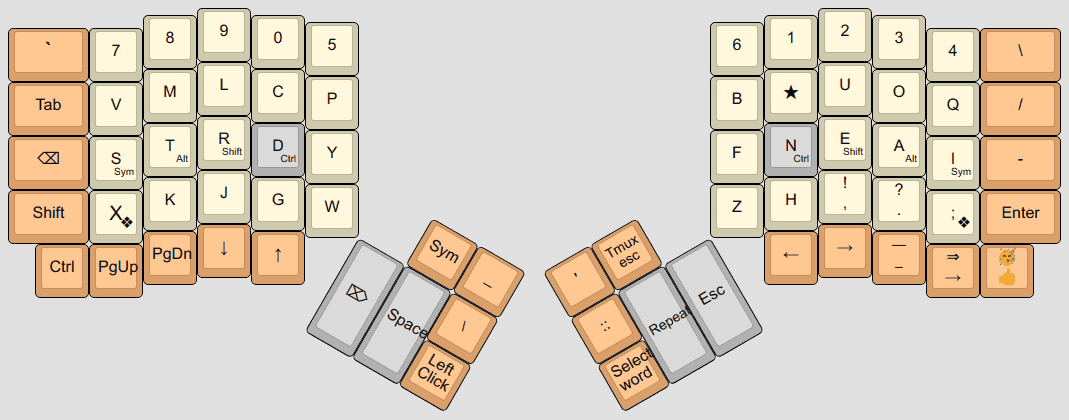 ` 7 8 9 0 5 6 1 2 3 4 \
Tab V M L C P B ★ U O Q /
⌫ S Sym T Alt R Shift D Ctrl Y F N Ctrl E Shift A Alt I Sym -
Shift X ❖ K J G W Z H ! , ? . ; ❖ Enter
Ctrl PgUp PgDn ↓ ↑ ← → — – ⇒ → 🥳 👍
Sym _
⌦ Space \
Left
Click
' Tmux
esc
:: Repeat Esc
Select
word